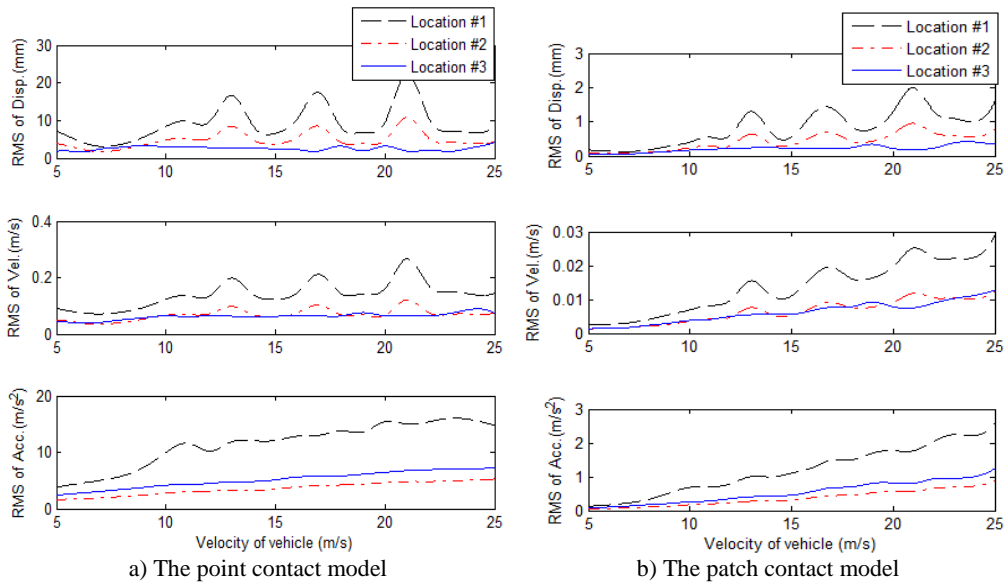 Location #1
Location #2
Location #3
RMS of Disp.(mm)
30
20
10
0
5 10 15 20 25
RMS of Vel.(m/s)
0.4
0.2
0
5 10 15 20 25
RMS of Acc.(m/s²)
20
10
0
5 10 15 20 25
Velocity of vehicle (m/s)
a) The point contact model
Location #1
Location #2
Location #3
RMS of Disp.(mm)
3
2
1
0
5 10 15 20 25
RMS of Vel.(m/s)
0.03
0.02
0.01
0
5 10 15 20 25
RMS of Acc.(m/s²)
3
2
1
0
5 10 15 20 25
Velocity of vehicle (m/s)
b) The patch contact model